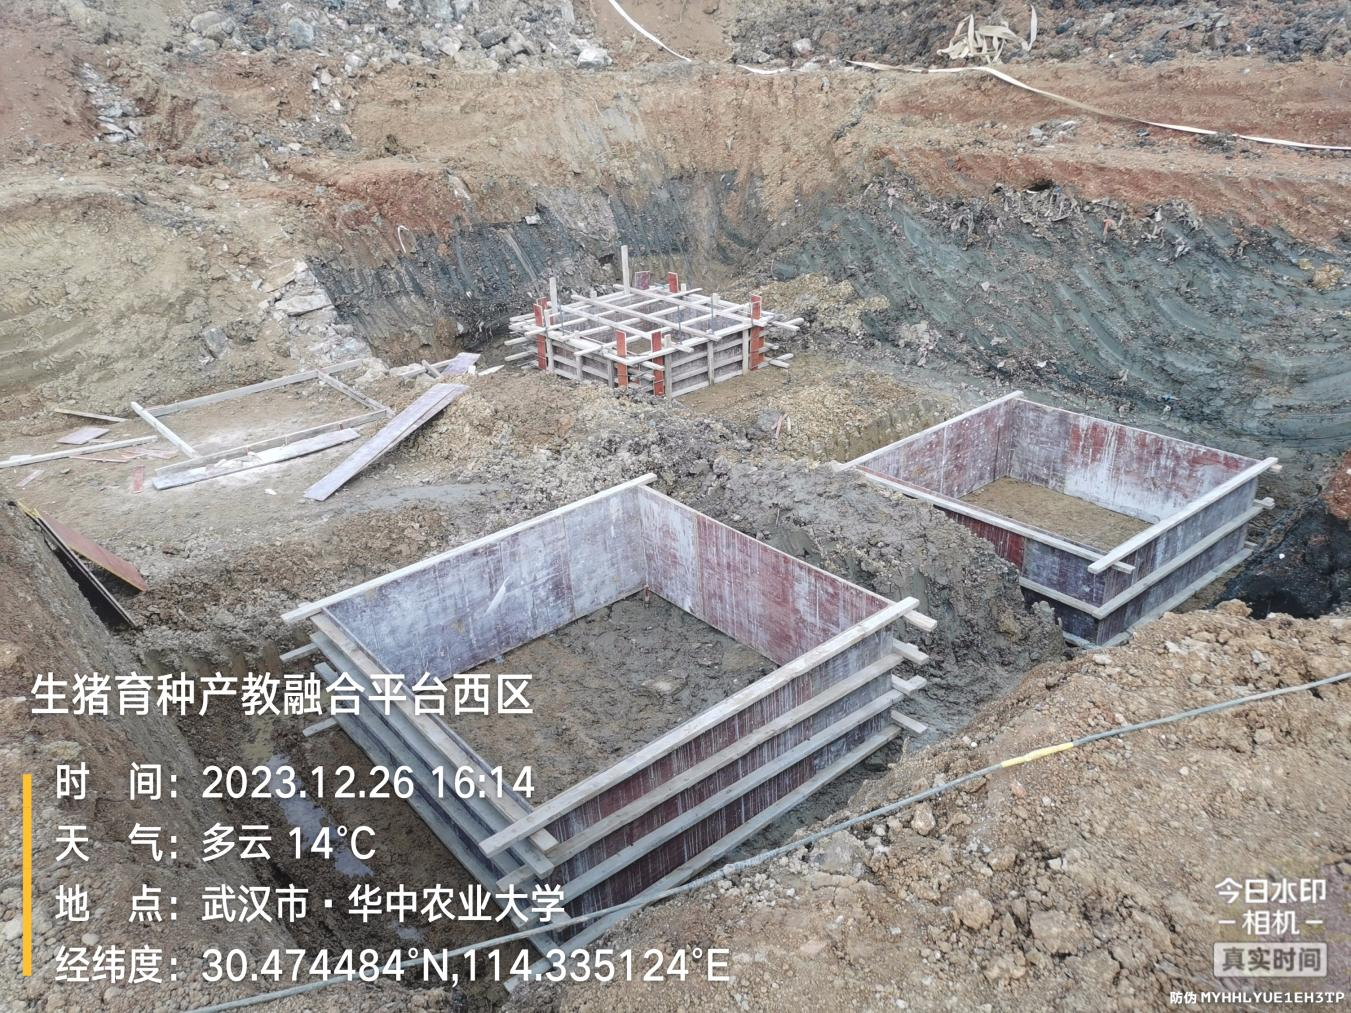 生猪育种产教融合平台西区
时 间：2023.12.26 16:14
天 气：多云 14℃
地 点：武汉市·华中农业大学
经纬度：30.474484°N,114.335124°E
今日水印
相机
真实时间
防伪 MYHHLYUE1EH3TP